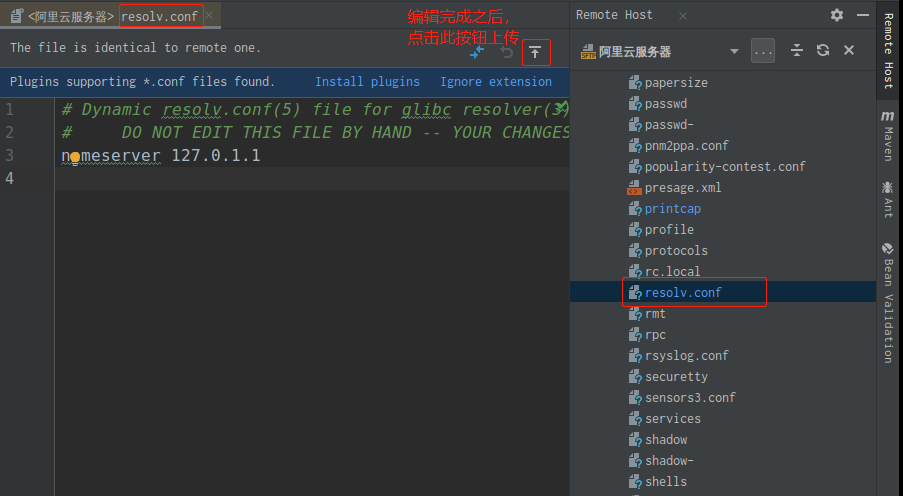 <阿里云服务器> resolv.conf
编辑完成之后,
点击此按钮上传
The file is identical to remote one.
Plugins supporting *.conf files found. Install plugins Ignore extension
1 # Dynamic resolv.conf(5) file for glibc resolver(3)
2 # DO NOT EDIT THIS FILE BY HAND -- YOUR CHANGES
3 nameserver 127.0.1.1
4
Remote Host
SFTP 阿里云服务器 ...
papersize
passwd
passwd-
pnm2ppa.conf
popularity-contest.conf
presage.xml
printcap
profile
protocols
rc.local
resolv.conf
rmt
rpc
rsyslog.conf
securetty
sensors3.conf
services
shadow
shadow-
shells
Remote Host
m Maven
Ant
Bean Validation